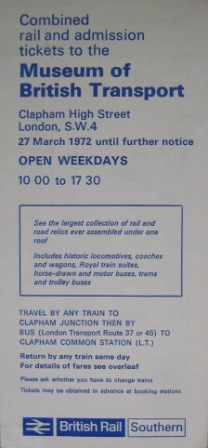 Combined
rail and admission
tickets to the
Museum of
British Transport
Clapham High Street
London, S.W.4
27 March 1972 until further notice
OPEN WEEKDAYS
10 00 to 17 30
See the largest collection of rail and
road relics ever assembled under one
roof
Includes historic locomotives, coaches
and wagons, Royal train suites,
horse-drawn and motor buses, trams
and trolley buses
TRAVEL BY ANY TRAIN TO
CLAPHAM JUNCTION THEN BY
BUS (London Transport Route 37 or 45) TO
CLAPHAM COMMON STATION (L.T.)
Return by any train same day
For details of fares see overleaf
Please ask whether you have to change trains
Tickets may be obtained in advance at booking stations
British Rail Southern